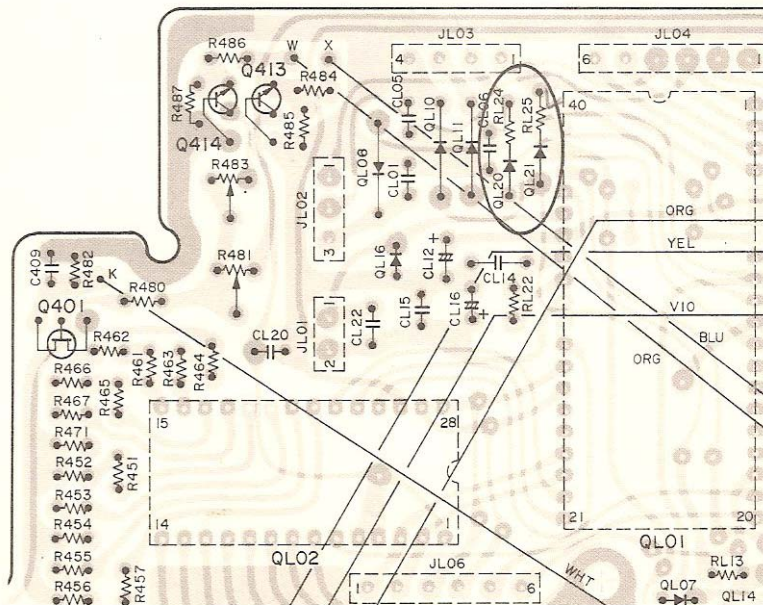 JL03
JL04
R486
W
X
4
1
6
1
Q413
R484
CL05
QL10
QL11
CL06
RL24
RL25
40
1
R487
R485
Q414
QL08
CL01
QL20
QL21
R483
JL02
1
3
ORG
C409
R482
R481
QL16
CL12
+
CL14
YEL
K
R480
Q401
JL01
1
2
CL22
CL15
CL16
+
RL22
VIO
BLU
ORG
R462
CL20
R461
R463
R464
R466
R465
R467
15
28
R471
R452
R451
R453
R454
14
1
21
20
QL02
QL01
R455
JL06
WHT
RL13
R456
R457
1
6
QL07
QL14